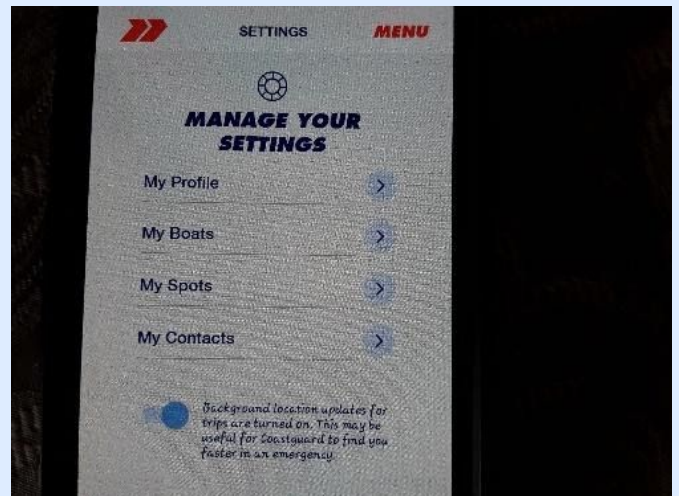 SETTINGS MENU
MANAGE YOUR
SETTINGS
My Profile
My Boats
My Spots
My Contacts
Background location updates for
trips are turned on. This may be
useful for Coastguard to find you
faster in an emergency.